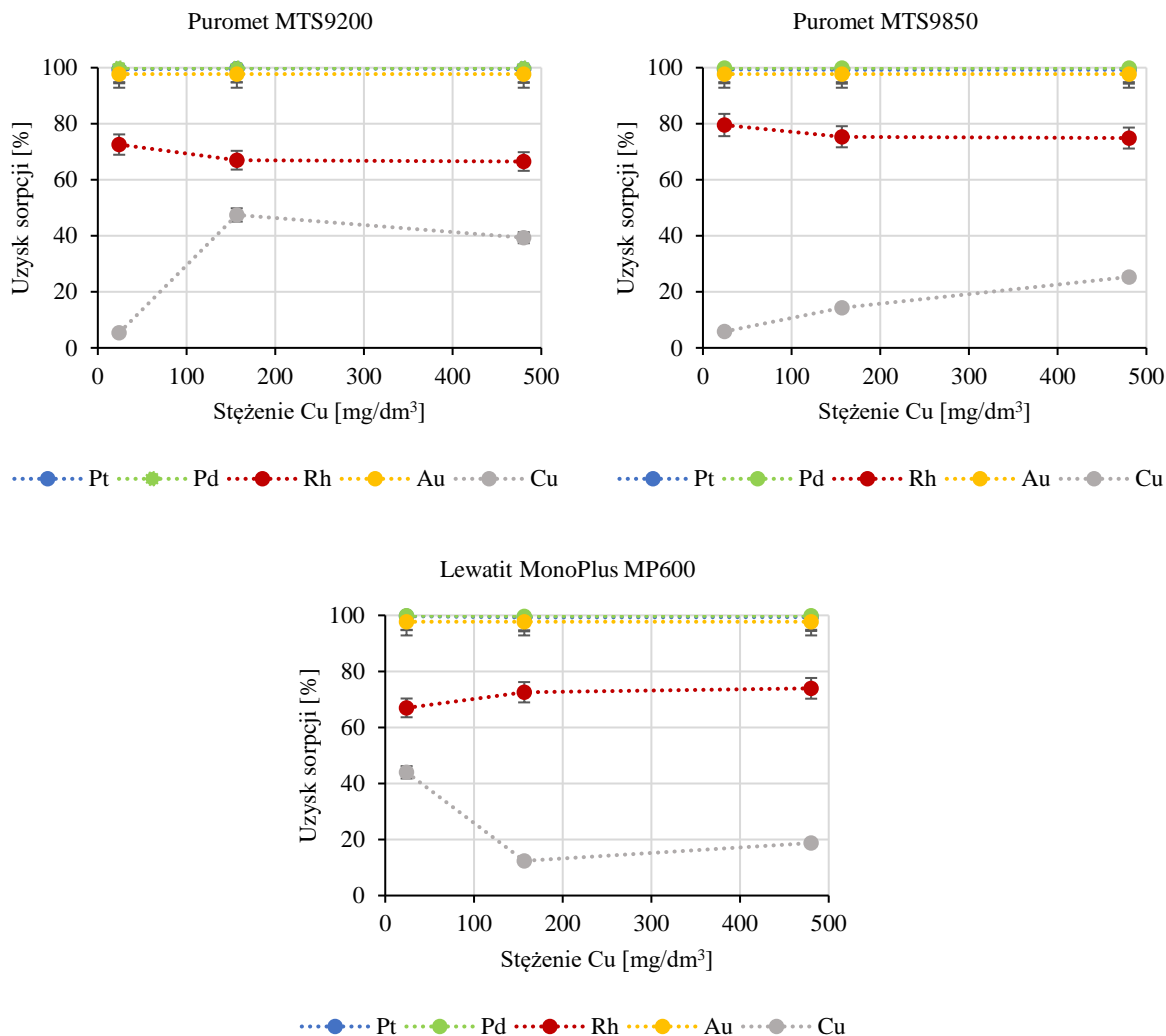 Puromet MTS9200
Uzysk sorpcji [%]
100
80
60
40
20
0
0 100 200 300 400 500
Stężenie Cu [mg/dm³]
Pt Pd Rh Au Cu
Puromet MTS9850
Uzysk sorpcji [%]
100
80
60
40
20
0
0 100 200 300 400 500
Stężenie Cu [mg/dm³]
Pt Pd Rh Au Cu
Lewatit MonoPlus MP600
Uzysk sorpcji [%]
100
80
60
40
20
0
0 100 200 300 400 500
Stężenie Cu [mg/dm³]
Pt Pd Rh Au Cu